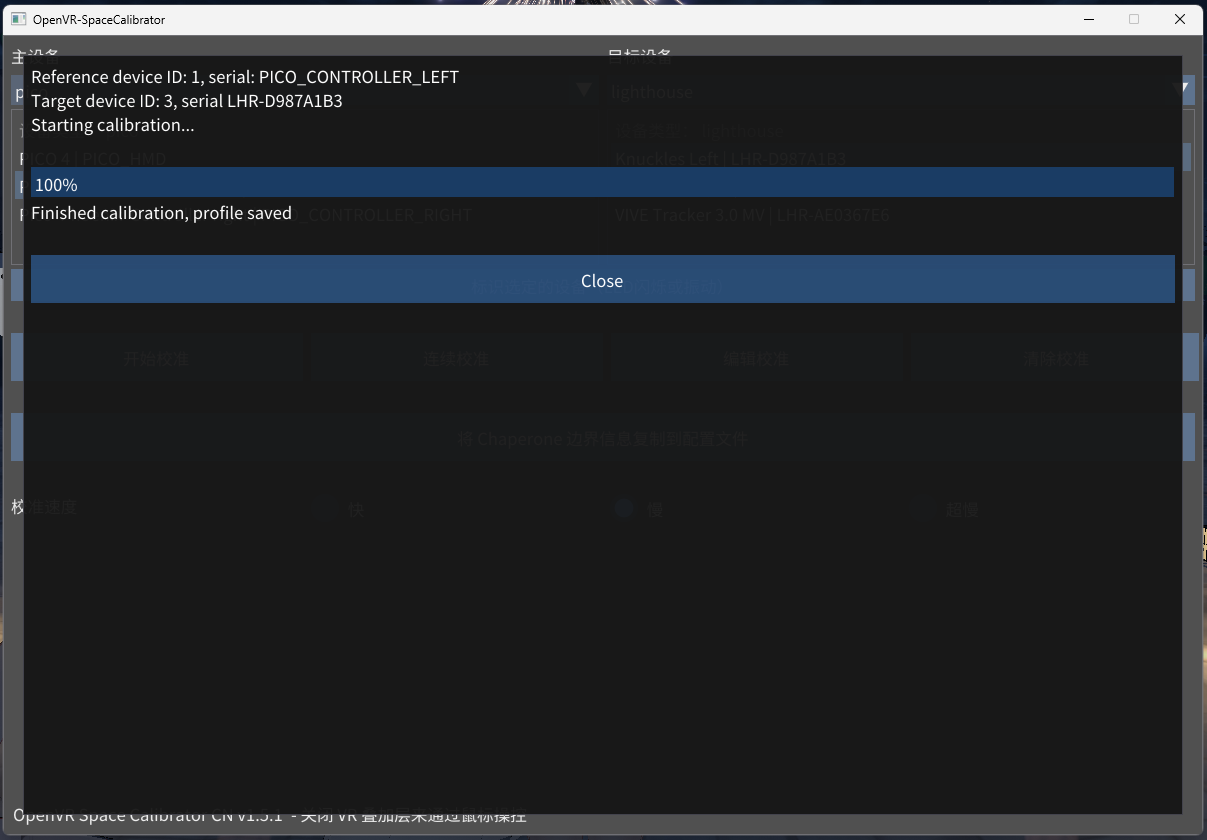 OpenVR-SpaceCalibrator
主设备
目标设备
Reference device ID: 1, serial: PICO_CONTROLLER_LEFT
lighthouse
Target device ID: 3, serial LHR-D987A1B3
Starting calibration...
PICO 4 | PICO_HMD
Knuckles Left | LHR-D987A1B3
100%
Finished calibration, profile saved
CONTROLLER_RIGHT
VIVE Tracker 3.0 MV | LHR-AE0367E6
Close
开始校准
连续校准
编辑校准
清除校准
将 Chaperone 边界信息复制到配置文件
校准速度
快
慢
超慢
OpenVR Space Calibrator CN v1.5.1 - 关闭 VR 叠加层来通过鼠标操控